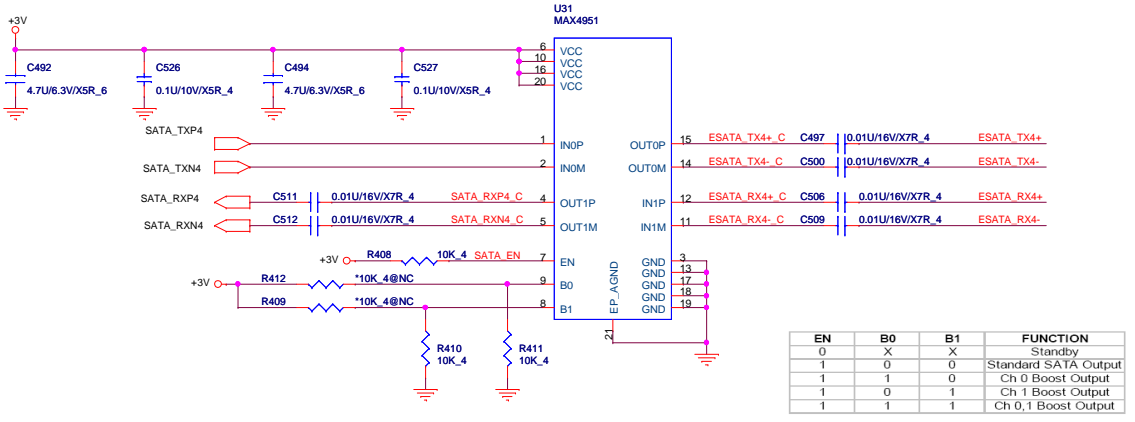 U31
MAX4951
+3V
C492
4.7U/6.3V/X5R_6
C526
0.1U/10V/X5R_4
C494
4.7U/6.3V/X5R_6
C527
0.1U/10V/X5R_4
6 VCC
10 VCC
16 VCC
20 VCC
SATA_TXP4 1 IN0P OUT0P 15 ESATA_TX4+_C C497 0.01U/16V/X7R_4 ESATA_TX4+
SATA_TXN4 2 IN0M OUT0M 14 ESATA_TX4-_C C500 0.01U/16V/X7R_4 ESATA_TX4-
SATA_RXP4 C511 0.01U/16V/X7R_4 SATA_RXP4_C 4 OUT1P IN1P 12 ESATA_RX4+_C C506 0.01U/16V/X7R_4 ESATA_RX4+
SATA_RXN4 C512 0.01U/16V/X7R_4 SATA_RXN4_C 5 OUT1M IN1M 11 ESATA_RX4-_C C509 0.01U/16V/X7R_4 ESATA_RX4-
+3V R408 10K_4 SATA_EN 7 EN GND 3
GND 13
+3V R412 *10K_4@NC 9 B0 GND 17
GND 18
R409 *10K_4@NC 8 B1 GND 19
EP_AGND
21
R410
10K_4
R411
10K_4
EN B0 B1 FUNCTION
0 X X Standby
1 0 0 Standard SATA Output
1 1 0 Ch 0 Boost Output
1 0 1 Ch 1 Boost Output
1 1 1 Ch 0,1 Boost Output